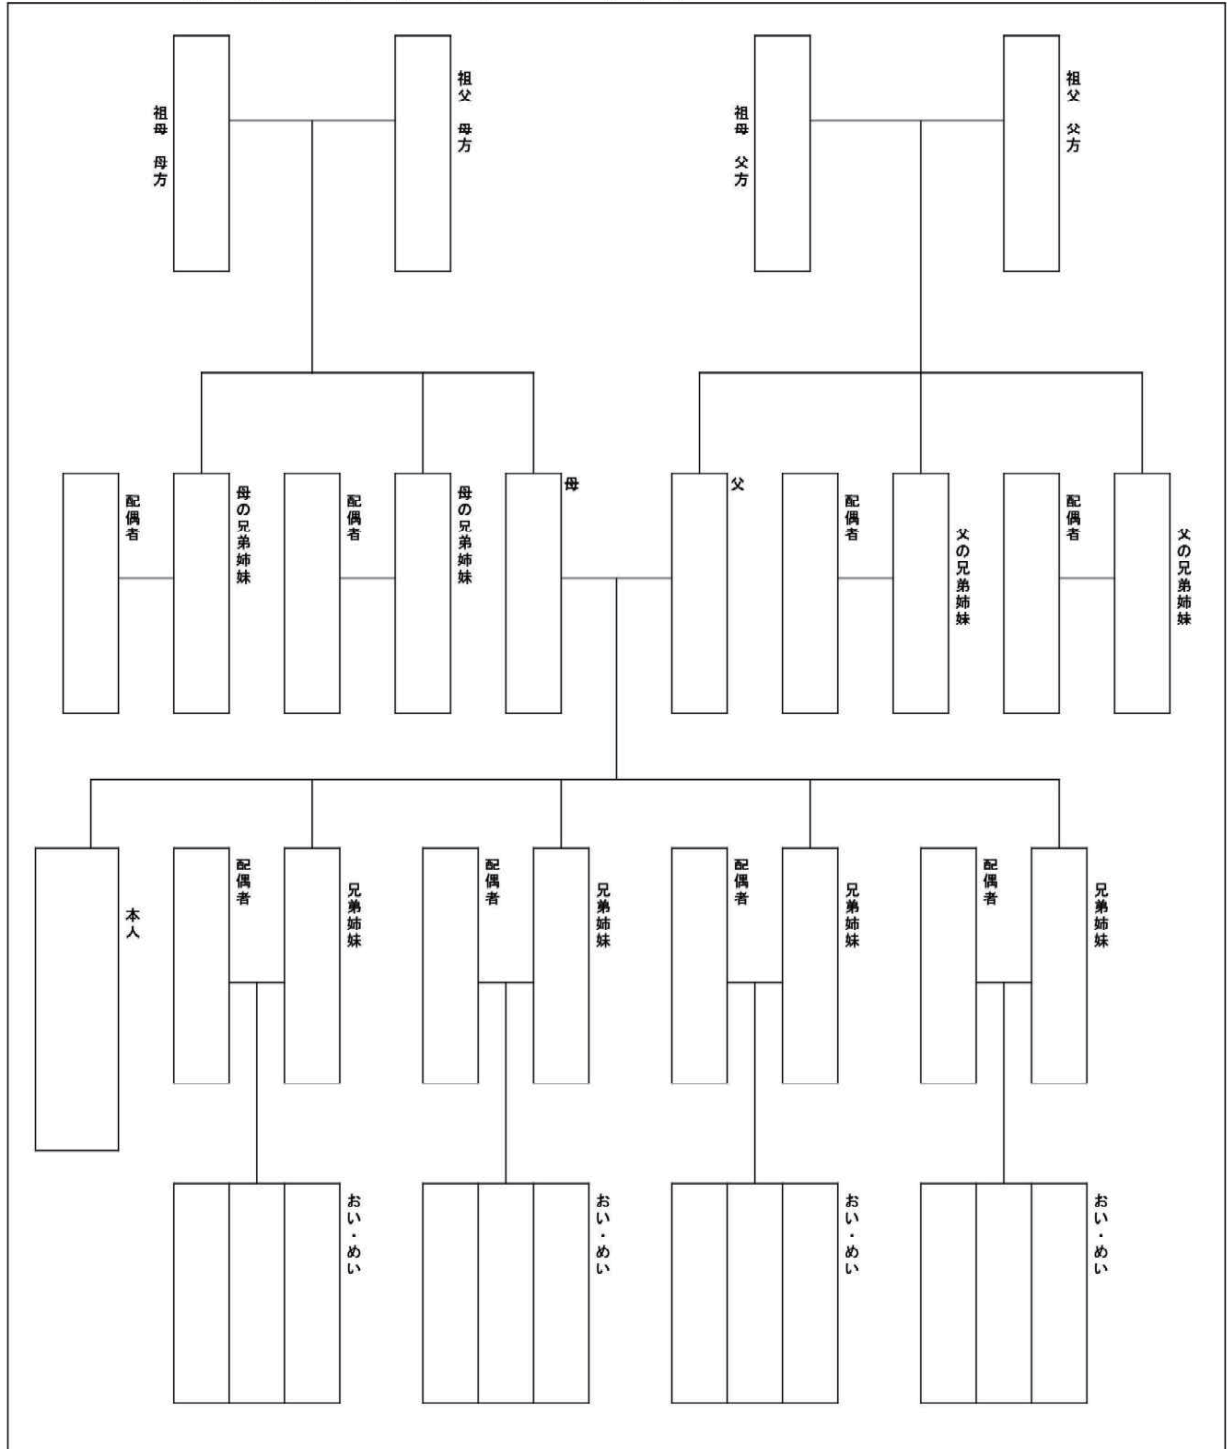 祖父 父方
祖母 父方
祖父 母方
祖母 母方
父の兄弟姉妹
配偶者
父の兄弟姉妹
配偶者
父
母
母の兄弟姉妹
配偶者
母の兄弟姉妹
配偶者
兄弟姉妹
配偶者
兄弟姉妹
配偶者
兄弟姉妹
配偶者
兄弟姉妹
配偶者
本人
おい・めい
おい・めい
おい・めい
おい・めい